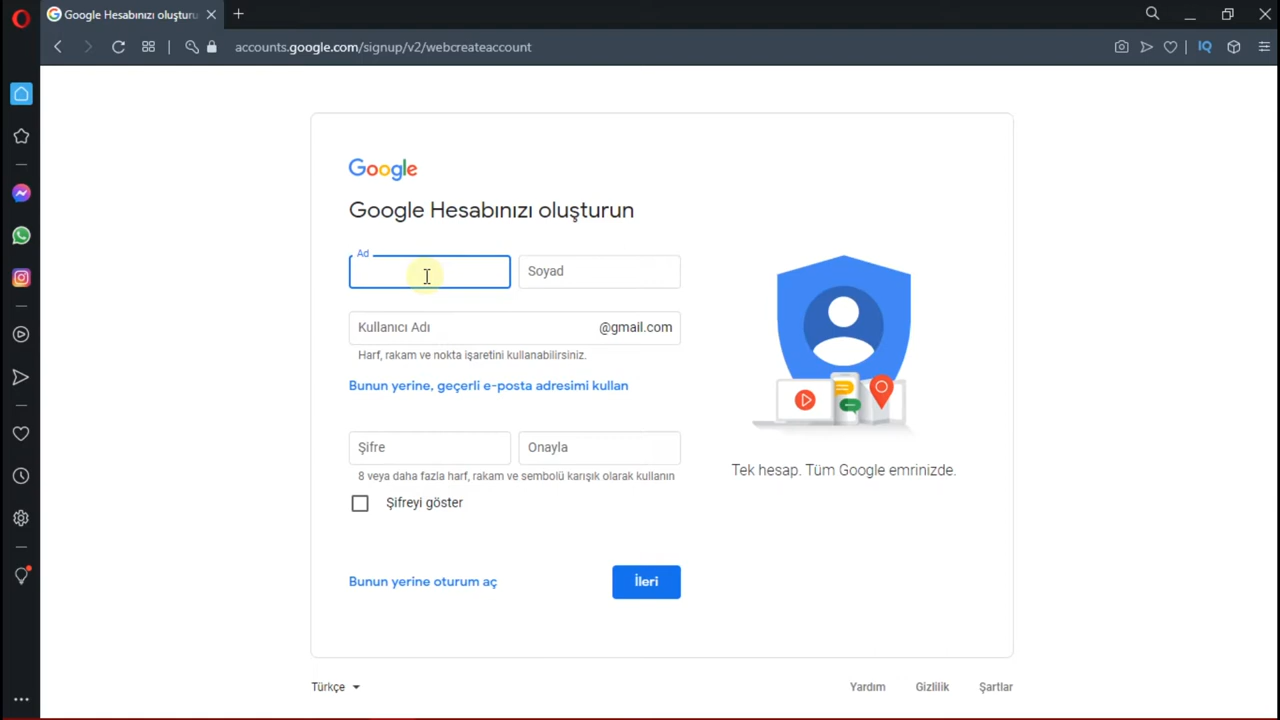 Google Hesabınızı oluşturu
accounts.google.com/signup/v2/webcreateaccount
IQ
Google
Google Hesabınızı oluşturun
Ad
Soyad
Kullanıcı Adı
@gmail.com
Harf, rakam ve nokta işaretini kullanabilirsiniz.
Bunun yerine, geçerli e-posta adresimi kullan
Şifre
Onayla
8 veya daha fazla harf, rakam ve sembolü karışık olarak kullanın
Şifreyi göster
Bunun yerine oturum aç
İleri
Tek hesap. Tüm Google emrinizde.
Türkçe
Yardım
Gizlilik
Şartlar